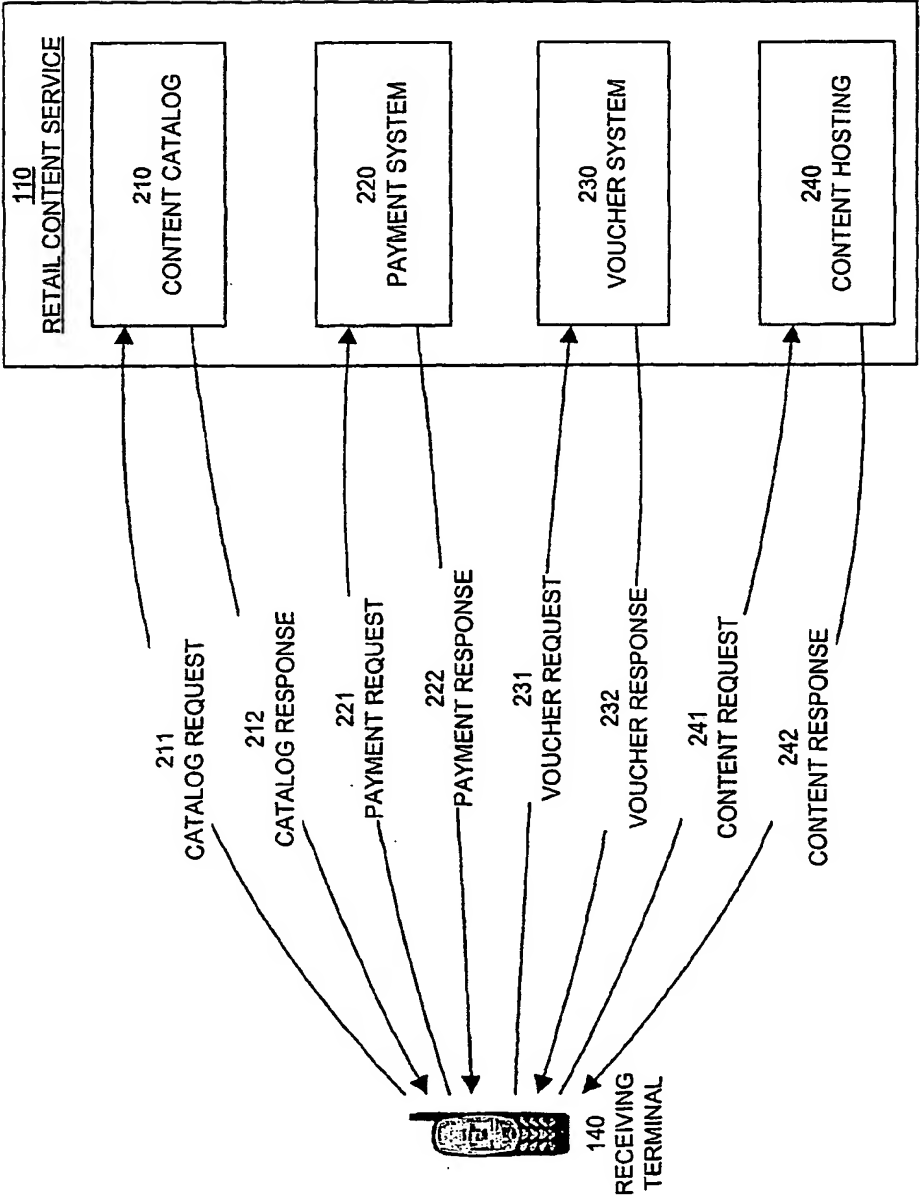 110
RETAIL CONTENT SERVICE
210
CONTENT CATALOG
220
PAYMENT SYSTEM
230
VOUCHER SYSTEM
240
CONTENT HOSTING
211
CATALOG REQUEST
212
CATALOG RESPONSE
221
PAYMENT REQUEST
222
PAYMENT RESPONSE
231
VOUCHER REQUEST
232
VOUCHER RESPONSE
241
CONTENT REQUEST
242
CONTENT RESPONSE
140
RECEIVING
TERMINAL